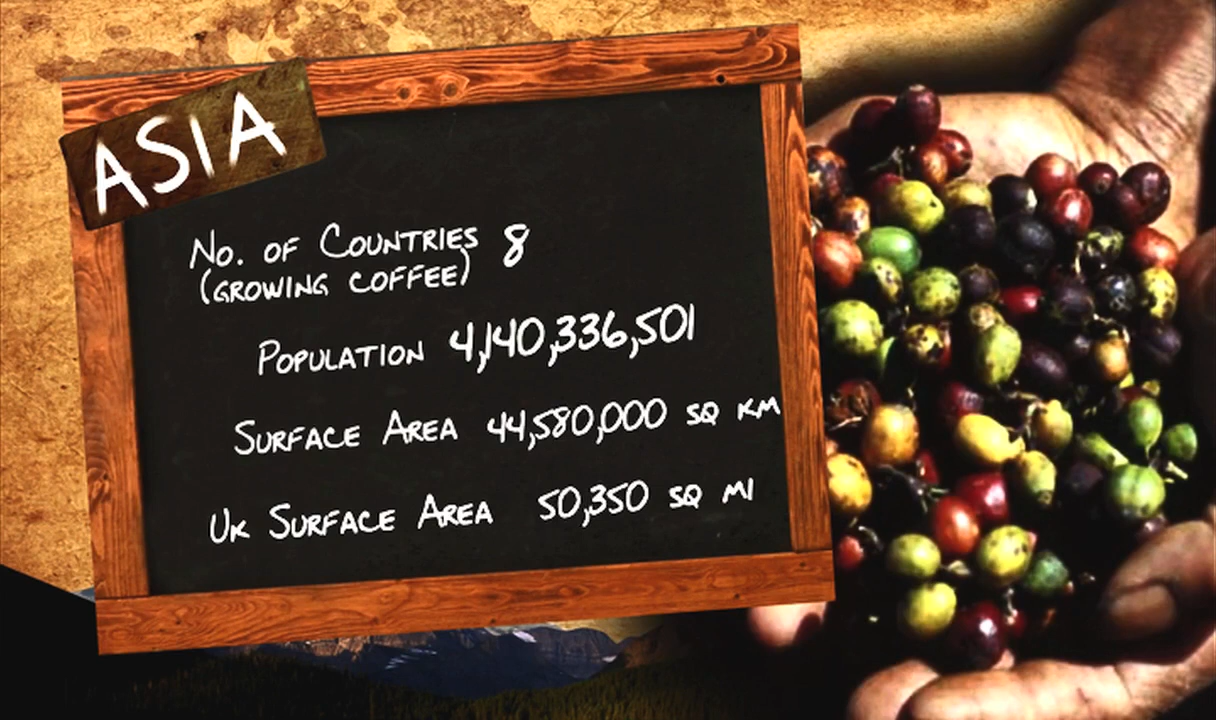 ASIA
No. of Countries 8
(growing coffee)
Population 4,140,336,501
Surface Area 44,580,000 sq km
Uk Surface Area 50,350 sq mi